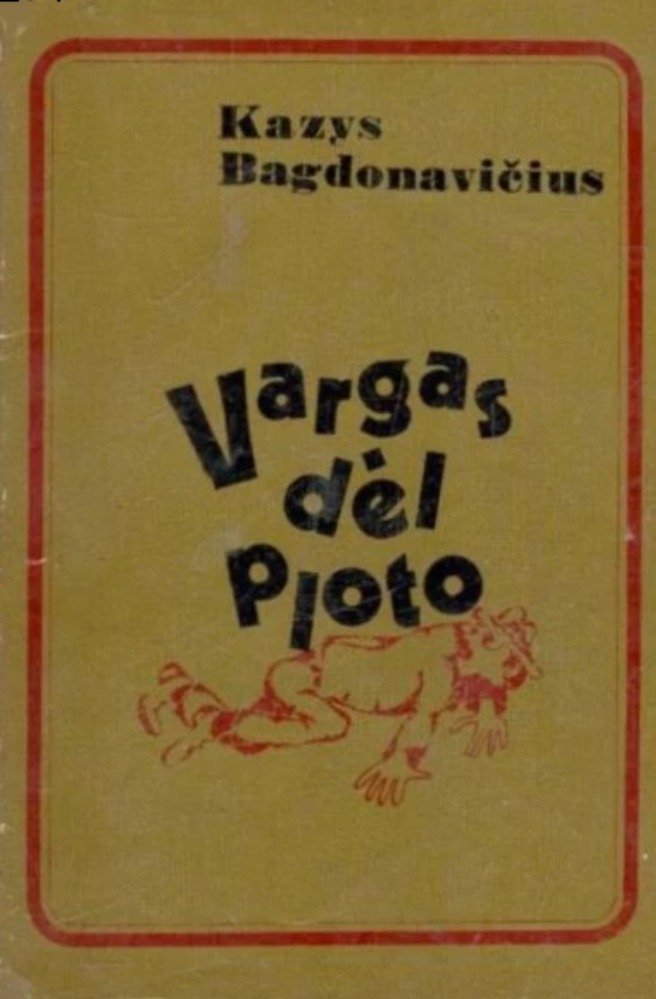 Kazys
Bagdonavičius
Vargas
dėl
ploto